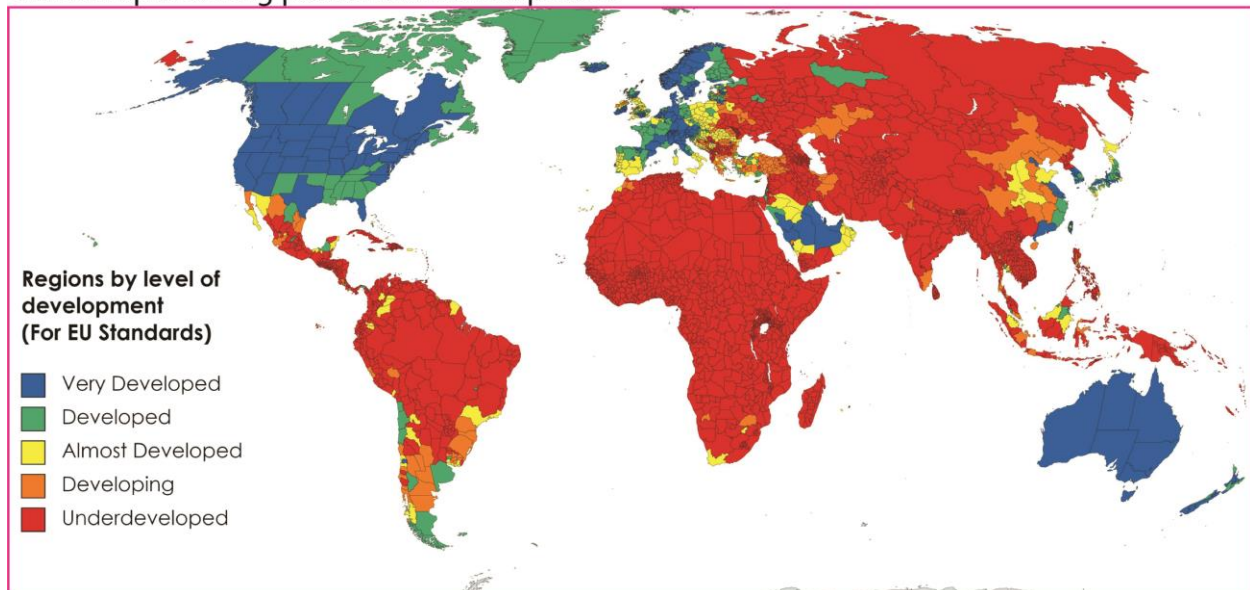 Regions by level of
development
(For EU Standards)
Very Developed
Developed
Almost Developed
Developing
Underdeveloped